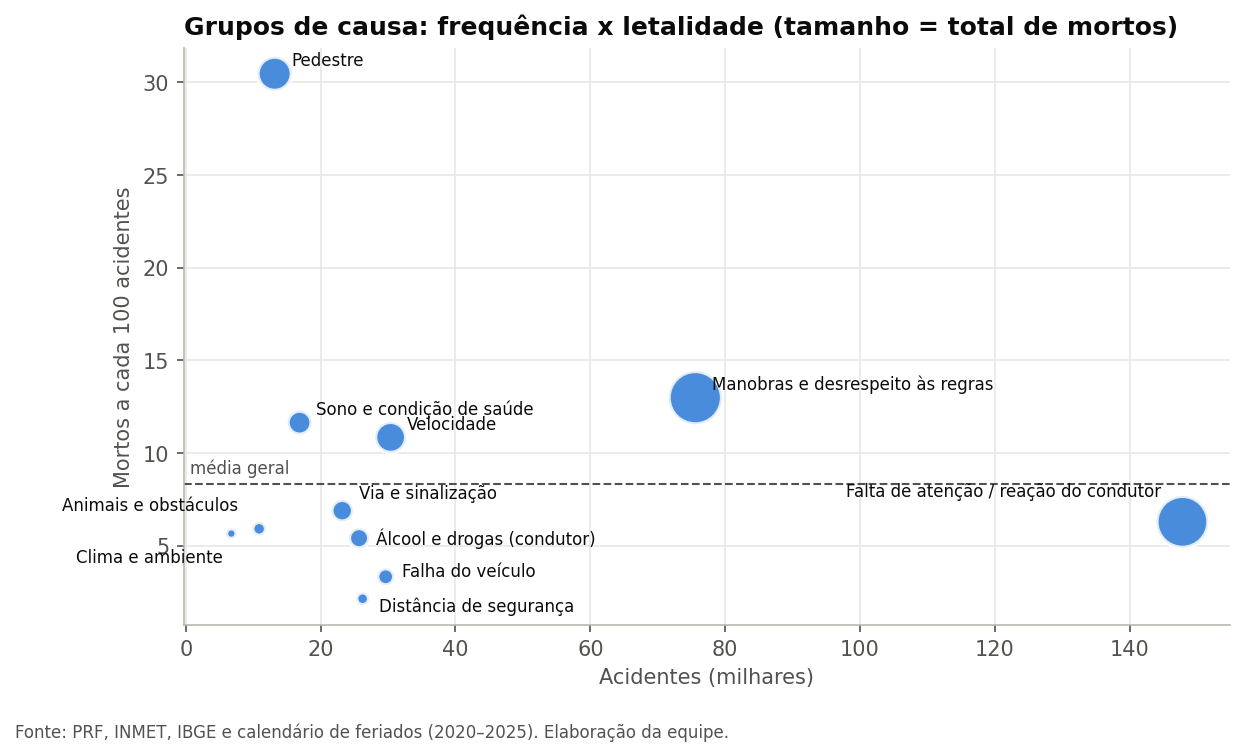 Grupos de causa: frequência x letalidade (tamanho = total de mortos)
Pedestre
30
25
20
15
10
5
Mortos a cada 100 acidentes
Manobras e desrespeito às regras
Sono e condição de saúde
Velocidade
média geral
Via e sinalização
Falta de atenção / reação do condutor
Animais e obstáculos
Álcool e drogas (condutor)
Clima e ambiente
Falha do veículo
Distância de segurança
0 20 40 60 80 100 120 140
Acidentes (milhares)
Fonte: PRF, INMET, IBGE e calendário de feriados (2020–2025). Elaboração da equipe.